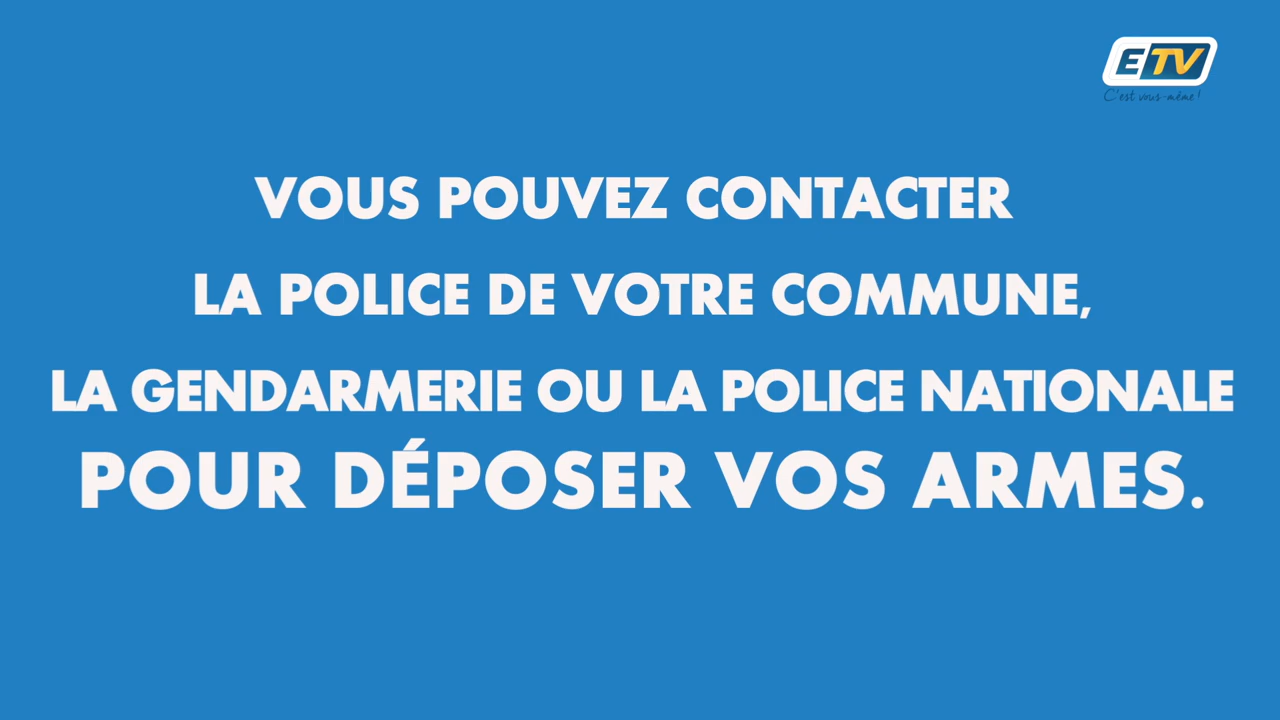 ETV
C'est vous-même!
VOUS POUVEZ CONTACTER
LA POLICE DE VOTRE COMMUNE,
LA GENDARMERIE OU LA POLICE NATIONALE
POUR DÉPOSER VOS ARMES.